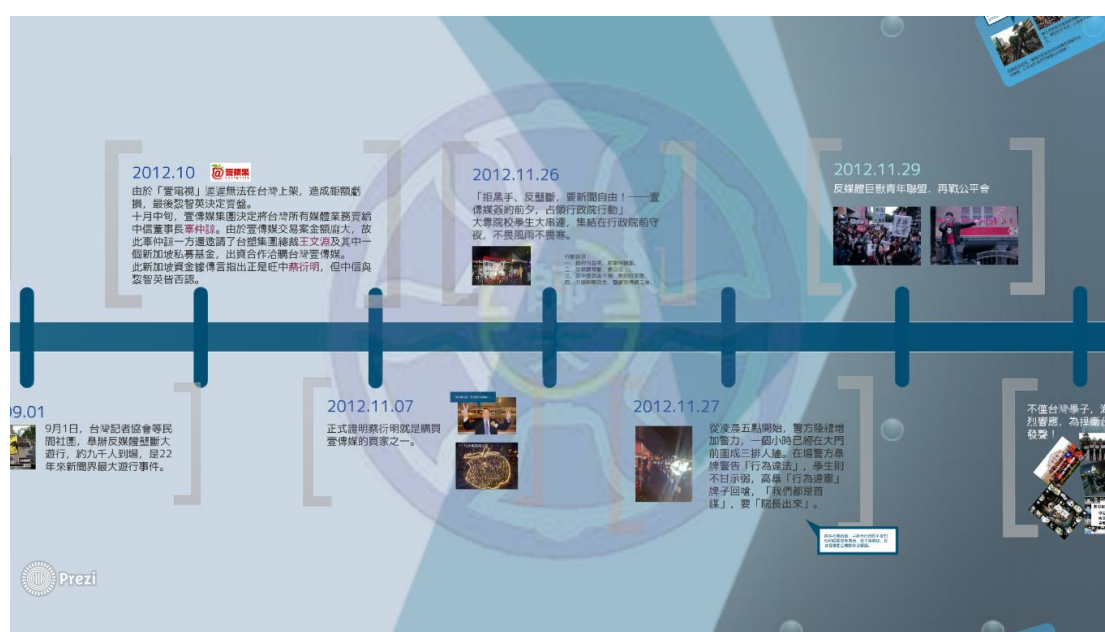 2012.10
壹蘋果
由於「壹電視」遲遲無法在台灣上架，造成鉅額虧
損，最後黎智英決定賣盤。
十月中旬，壹傳媒集團決定將台灣所有媒體業務賣給
中信董事長辜仲諒。由於壹傳媒交易案金額龐大，故
此辜仲諒一方還邀請了台塑集團總裁王文淵及其中一
個新加坡私募基金，出資合作洽購台灣壹傳媒。
此新加坡資金據傳言指出正是旺中蔡衍明，但中信與
黎智英皆否認。
2012.11.26
「拒黑手、反壟斷，要新聞自由！——壹
傳媒簽約前夕，占領行政院行動」
大專院校學生大串連，集結在行政院前守
夜，不畏風雨不畏寒。
2012.11.29
反媒體巨獸青年聯盟．再戰公平會
09.01
9月1日，台灣記者協會等民
間社團，舉辦反媒體壟斷大
遊行，約九千人到場，是22
年來新聞界最大遊行事件。
2012.11.07
正式證明蔡衍明就是購買
壹傳媒的買家之一。
2012.11.27
從凌晨五點開始，警方陸續增
加警力，一個小時已經在大門
前圍成三排人牆。在場警方舉
牌警告「行為違法」，學生則
不甘示弱，高舉「行為違憲」
牌子回嗆，「我們都是首
謀」，要「院長出來」。
不僅台灣學子，
烈響應，為捍衛
發聲！
Prezi